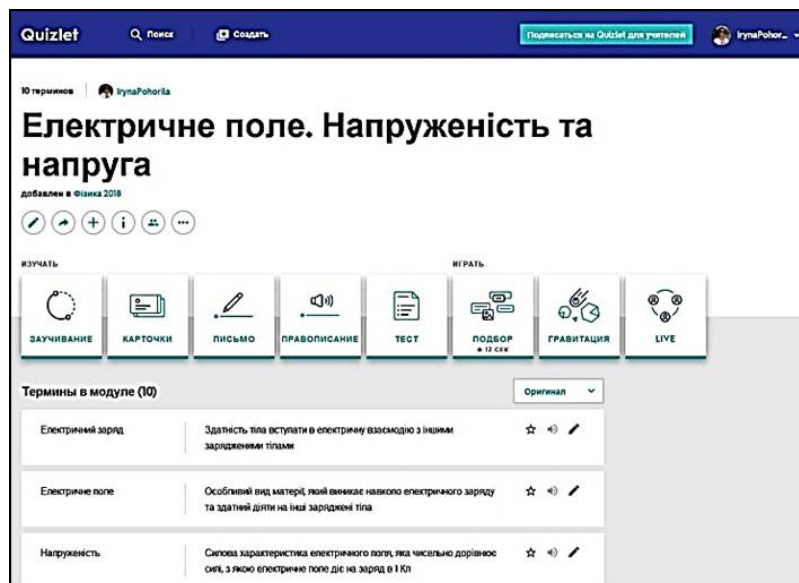 Quizlet Поиск Создать Подписаться на Quizlet для учителей IrynaPohor...
10 терминов IrynaPohorila
Електричне поле. Напруженість та
напруга
добавлен в Фізика 2018
ИЗУЧАТЬ ИГРАТЬ
ЗАУЧИВАНИЕ КАРТОЧКИ ПИСЬМО ПРАВОПИСАНИЕ ТЕСТ ПОДБОР ГРАВИТАЦИЯ LIVE
12 СЕК
Термины в модуле (10) Оригинал
Електричний заряд Здатність тіла вступати в електричну взаємодію з іншими
зарядженими тілами
Електричне поле Особливий вид матерії, який виникає навколо електричного заряду
та здатний діяти на інші заряджені тіла
Напруженість Силова характеристика електричного поля, яка чисельно дорівнює
силі, з якою електричне поле діє на заряд в 1 Кл